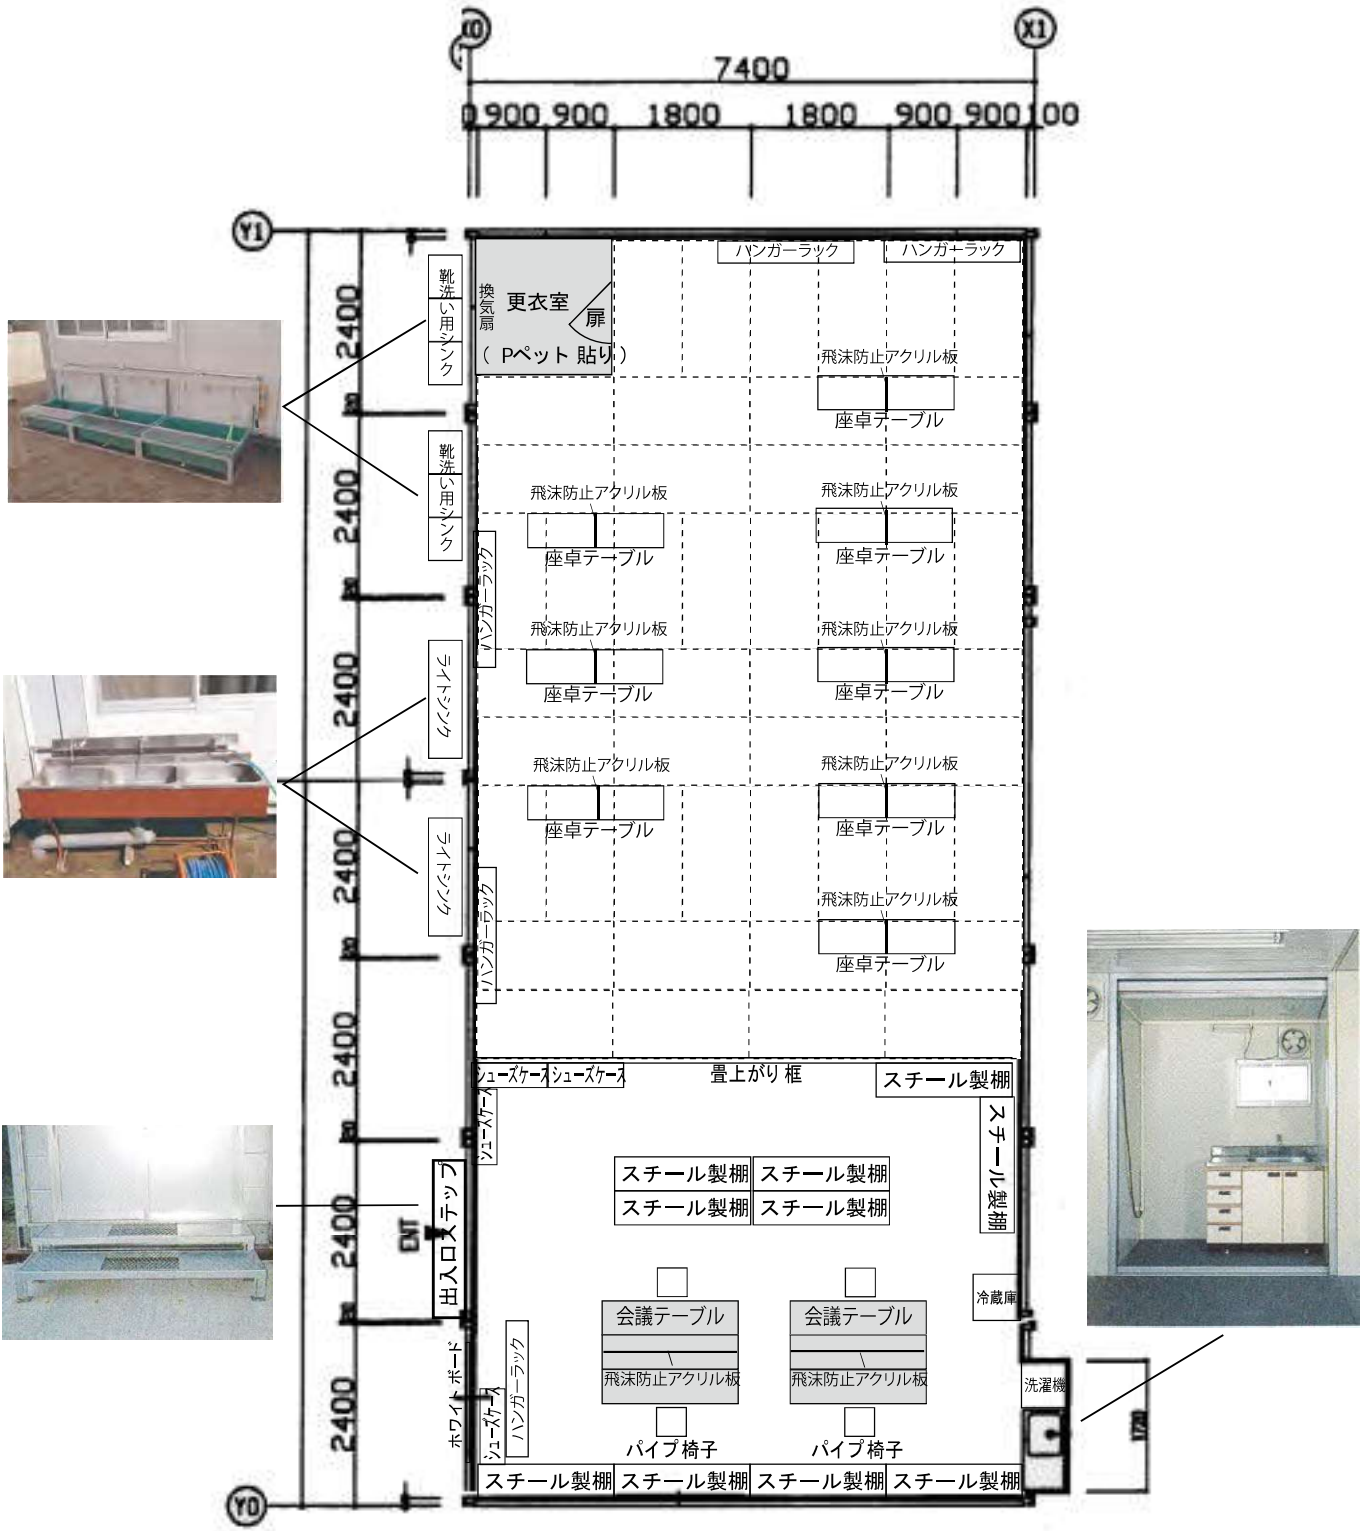 X1
7400
900
900
1800
1800
900
900
100
Y1
ハンガーラック
ハンガーラック
換気扇
更衣室
扉
( Pペット 貼り )
靴洗い用シンク
2400
飛沫防止アクリル板
座卓テーブル
靴洗い用シンク
2400
飛沫防止アクリル板
座卓テーブル
飛沫防止アクリル板
座卓テーブル
ハンガーラック
ライトシンク
2400
飛沫防止アクリル板
座卓テーブル
飛沫防止アクリル板
座卓テーブル
ライトシンク
2400
飛沫防止アクリル板
座卓テーブル
飛沫防止アクリル板
座卓テーブル
ハンガーラック
飛沫防止アクリル板
座卓テーブル
2400
シューズケース
シューズケース
畳上がり框
スチール製棚
シューズケース
スチール製棚
スチール製棚
スチール製棚
スチール製棚
スチール製棚
2400
ENT
出入口ステップ
冷蔵庫
会議テーブル
飛沫防止アクリル板
会議テーブル
飛沫防止アクリル板
2400
ホワイトボード
シューズケース
ハンガーラック
洗濯機
1720
パイプ椅子
パイプ椅子
スチール製棚
スチール製棚
スチール製棚
スチール製棚
Y0